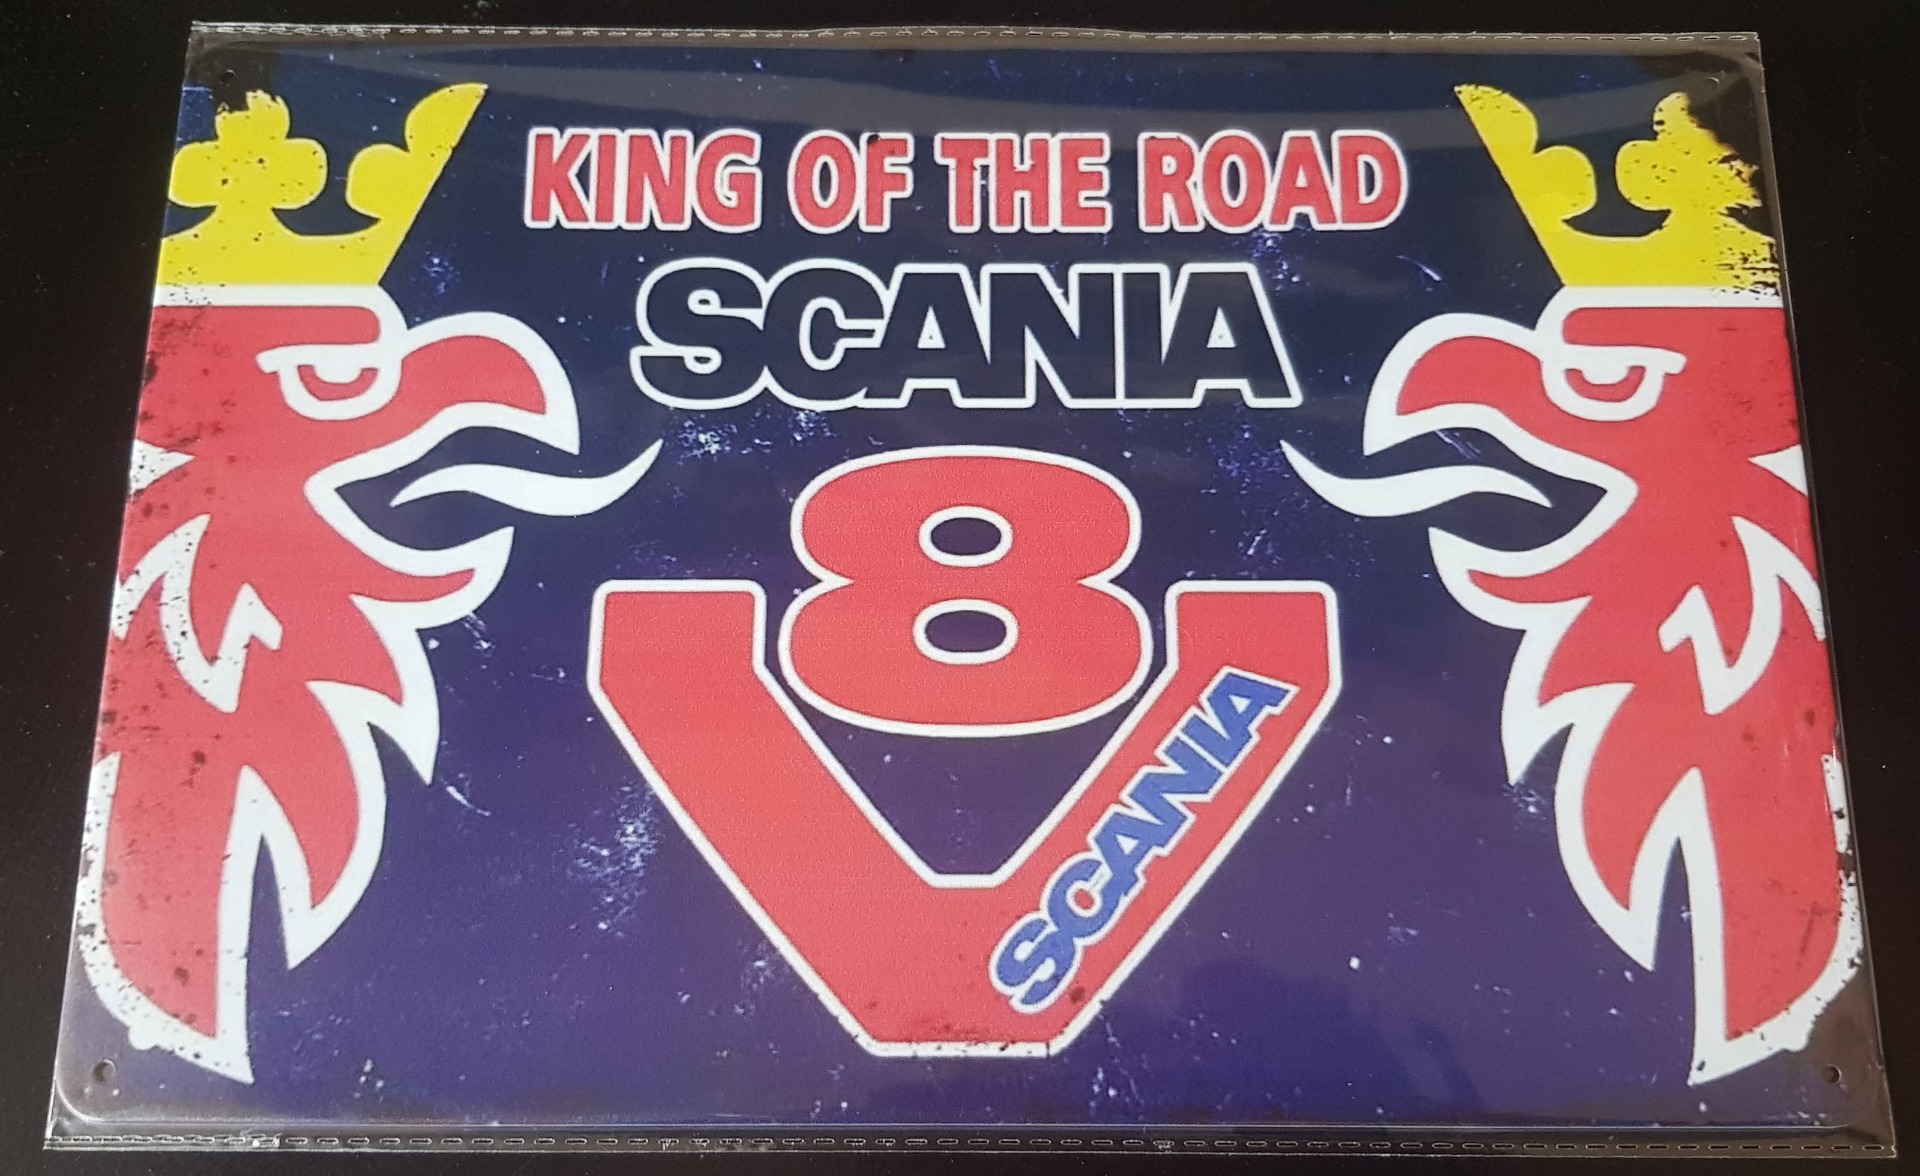 KING OF THE ROAD
SCANIA
8
V
SCANIA